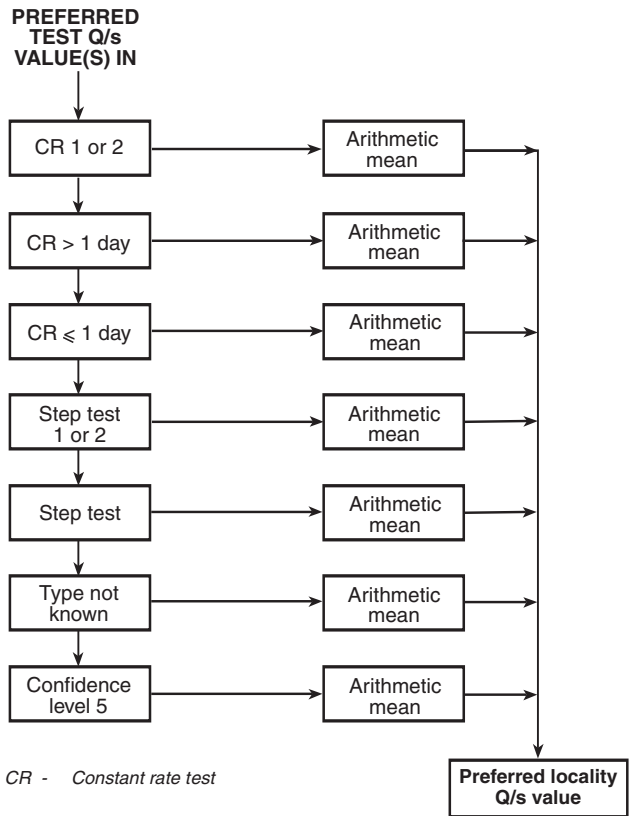 PREFERRED
TEST Q/s
VALUE(S) IN
CR 1 or 2
Arithmetic
mean
CR > 1 day
Arithmetic
mean
CR ⩽ 1 day
Arithmetic
mean
Step test
1 or 2
Arithmetic
mean
Step test
Arithmetic
mean
Type not
known
Arithmetic
mean
Confidence
level 5
Arithmetic
mean
CR - Constant rate test
Preferred locality
Q/s value